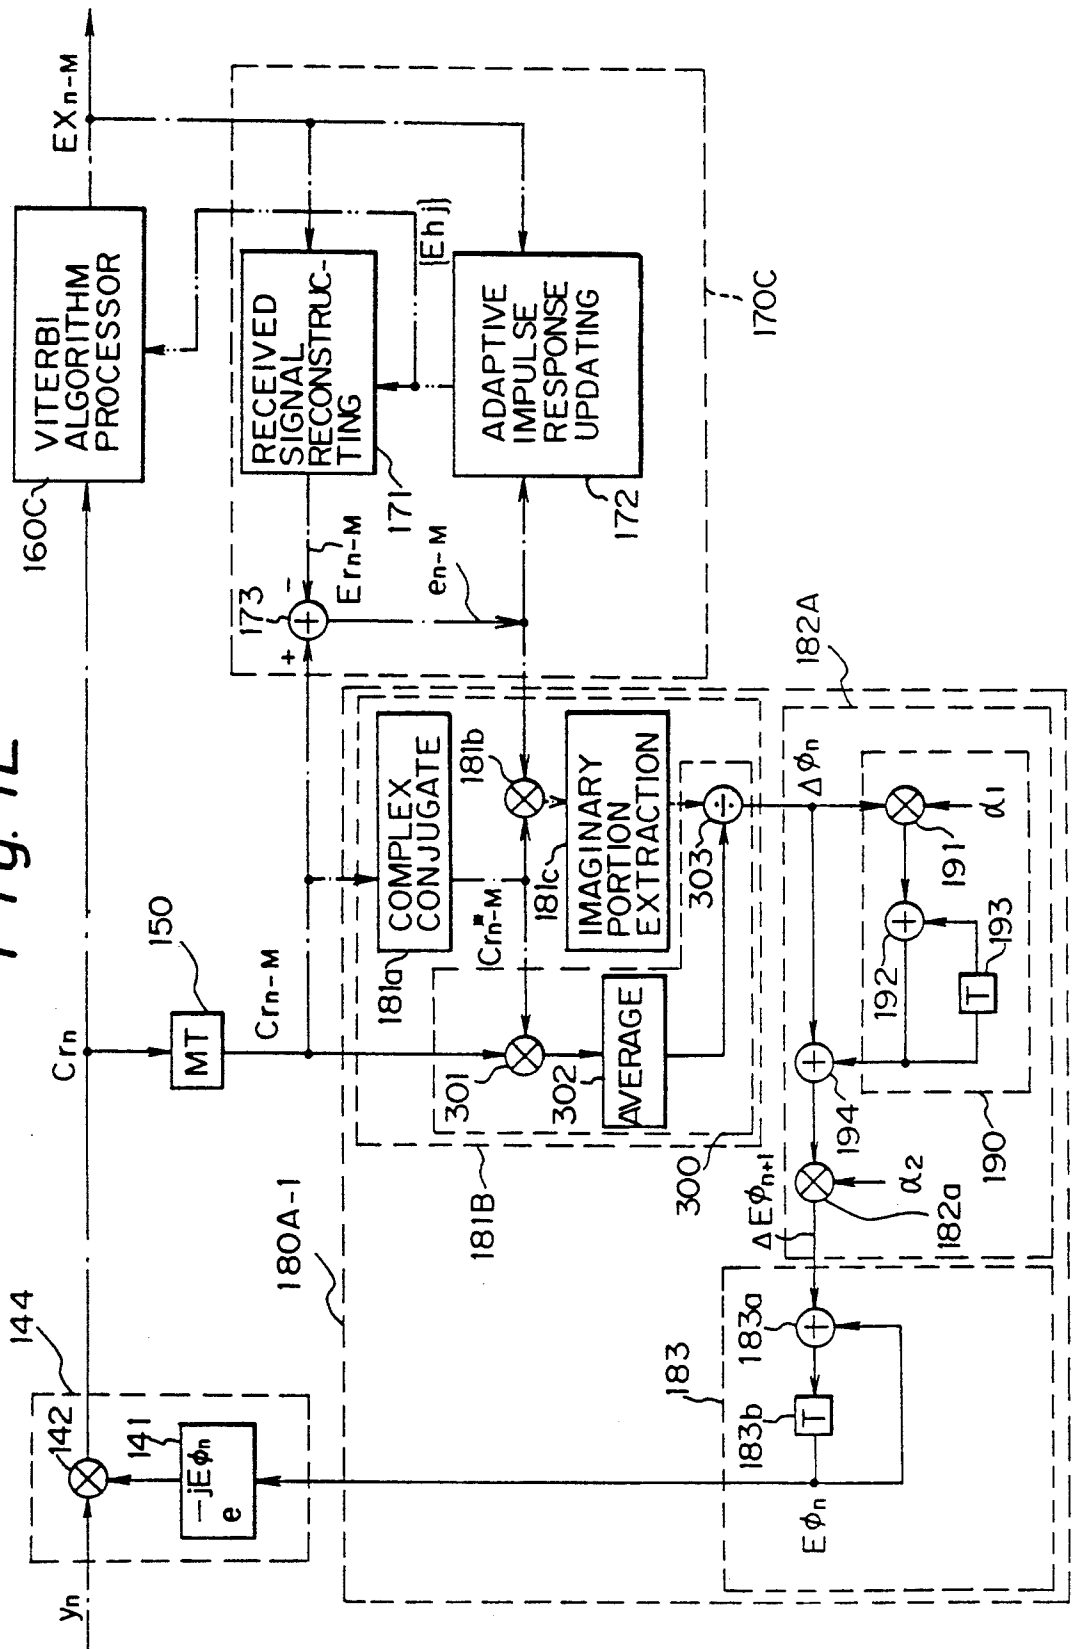 Fig. 12
yn
144
142
141
e-jEφn
Crn
150
MT
Crn-M
160C
VITERBI
ALGORITHM
PROCESSOR
EXn-M
173
+
-
Ern-M
171
RECEIVED
SIGNAL
RECONSTRUC-
TING
{Ehj}
en-M
172
ADAPTIVE
IMPULSE
RESPONSE
UPDATING
170C
180A-1
181B
181a
COMPLEX
CONJUGATE
Cr*n-M
181b
181c
IMAGINARY
PORTION
EXTRACTION
301
302
AVERAGE
303
300
182A
Δφn
α1
191
192
193
T
190
194
α2
182a
ΔEφn+1
183
183a
183b
T
Eφn